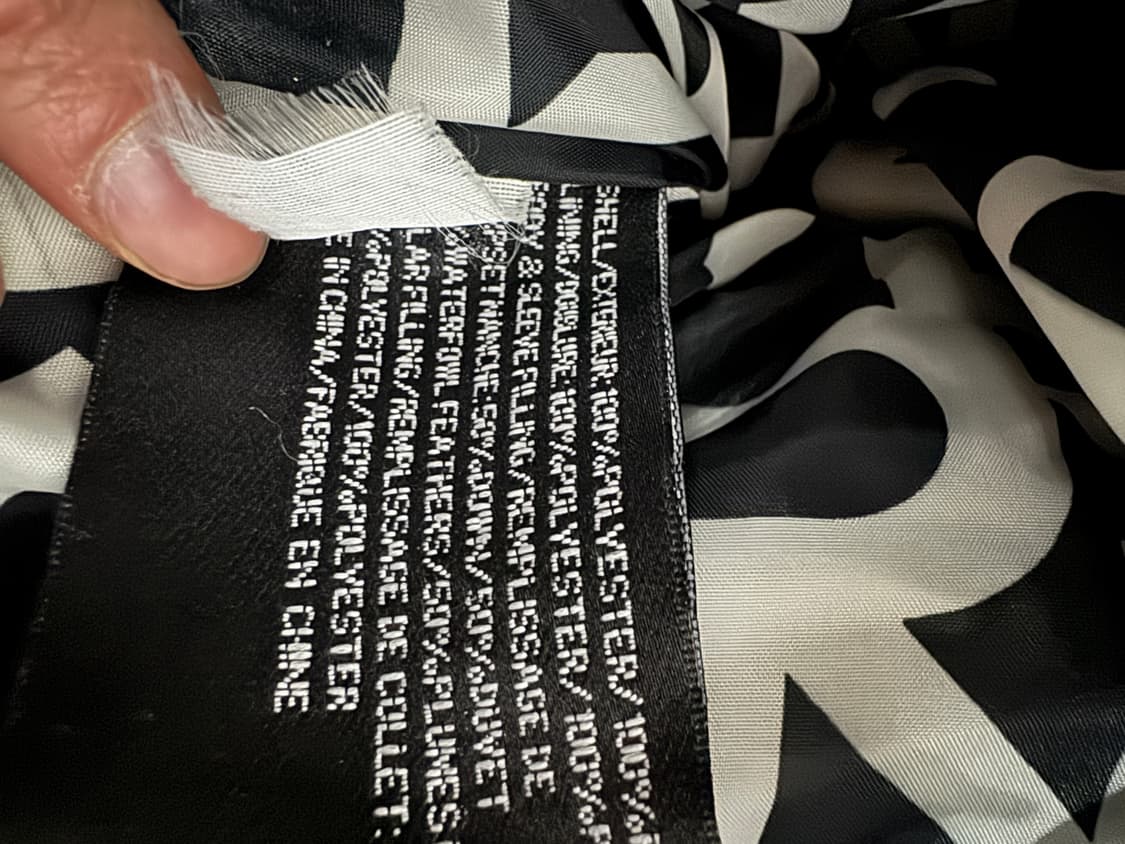 SHELL/EXTERIEUR: 100%POLYESTER/ 100%P
LINING/DOUBLURE: 100%POLYESTER/ 100%P
BODY & SLEEVE FILLING/REMPLISSAGE DE
ET MANCHE: 50%DOWN/50%DUVET
WATERFOWL FEATHERS/50%PLUMES
LAR FILLING/REMPLISSAGE DE COLLET:
%POLYESTER/100%POLYESTER
E IN CHINA/FABRIQUE EN CHINE